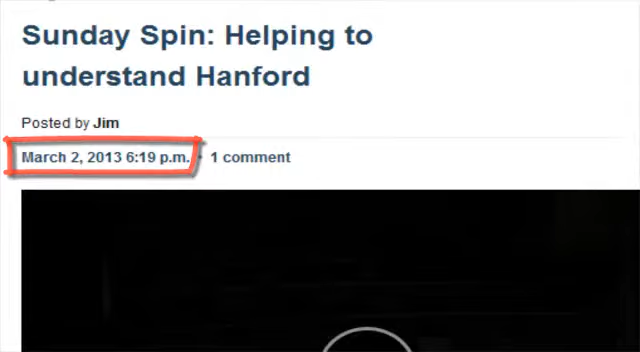 Sunday Spin: Helping to
understand Hanford
Posted by Jim
March 2, 2013 6:19 p.m. • 1 comment